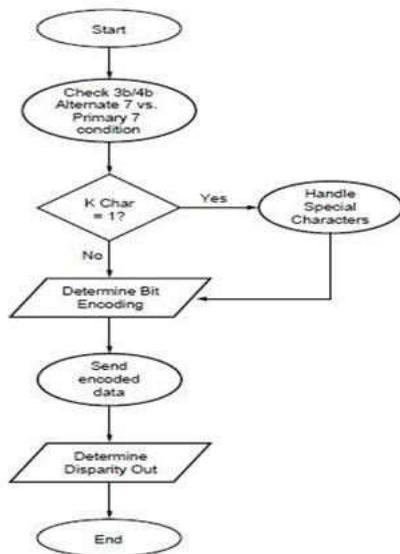 Start
Check 3b/4b
Alternate 7 vs.
Primary 7
condition
K Char
= 1?
Yes
Handle
Special
Characters
No
Determine Bit
Encoding
Send
encoded
data
Determine
Disparity Out
End